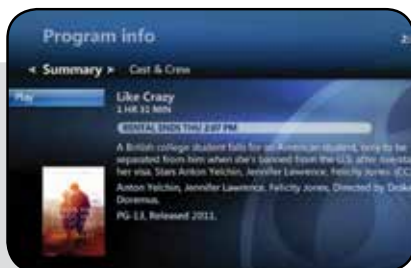 Program info
2:
◄ Summary ► Cast & Crew
Play
Like Crazy
1 HR 31 MIN
RENTAL ENDS THU 2:07 PM
A British college student falls for an American student, only to be
separated from him when she's banned from the U.S. after oversta
her visa. Stars Anton Yelchin, Jennifer Lawrence, Felicity Jones. (CC)
Anton Yelchin, Jennifer Lawrence, Felicity Jones, Directed by Drake
Doremus.
PG-13, Released 2011.